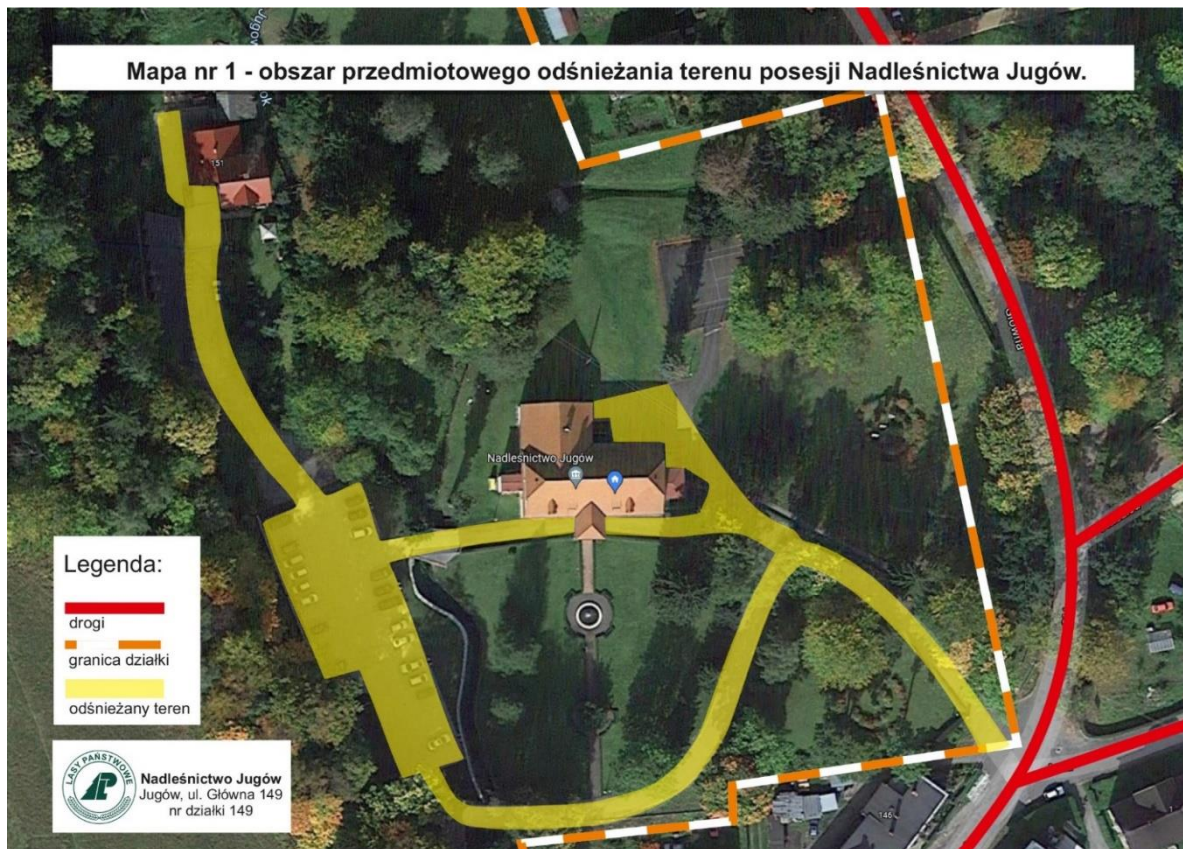 Mapa nr 1 - obszar przedmiotowego odśnieżania terenu posesji Nadleśnictwa Jugów.
151
Główna
Nadleśnictwo Jugów
Legenda:
drogi
granica działki
odśnieżany teren
LASY PAŃSTWOWE
Nadleśnictwo Jugów
Jugów, ul. Główna 149
nr działki 149
146